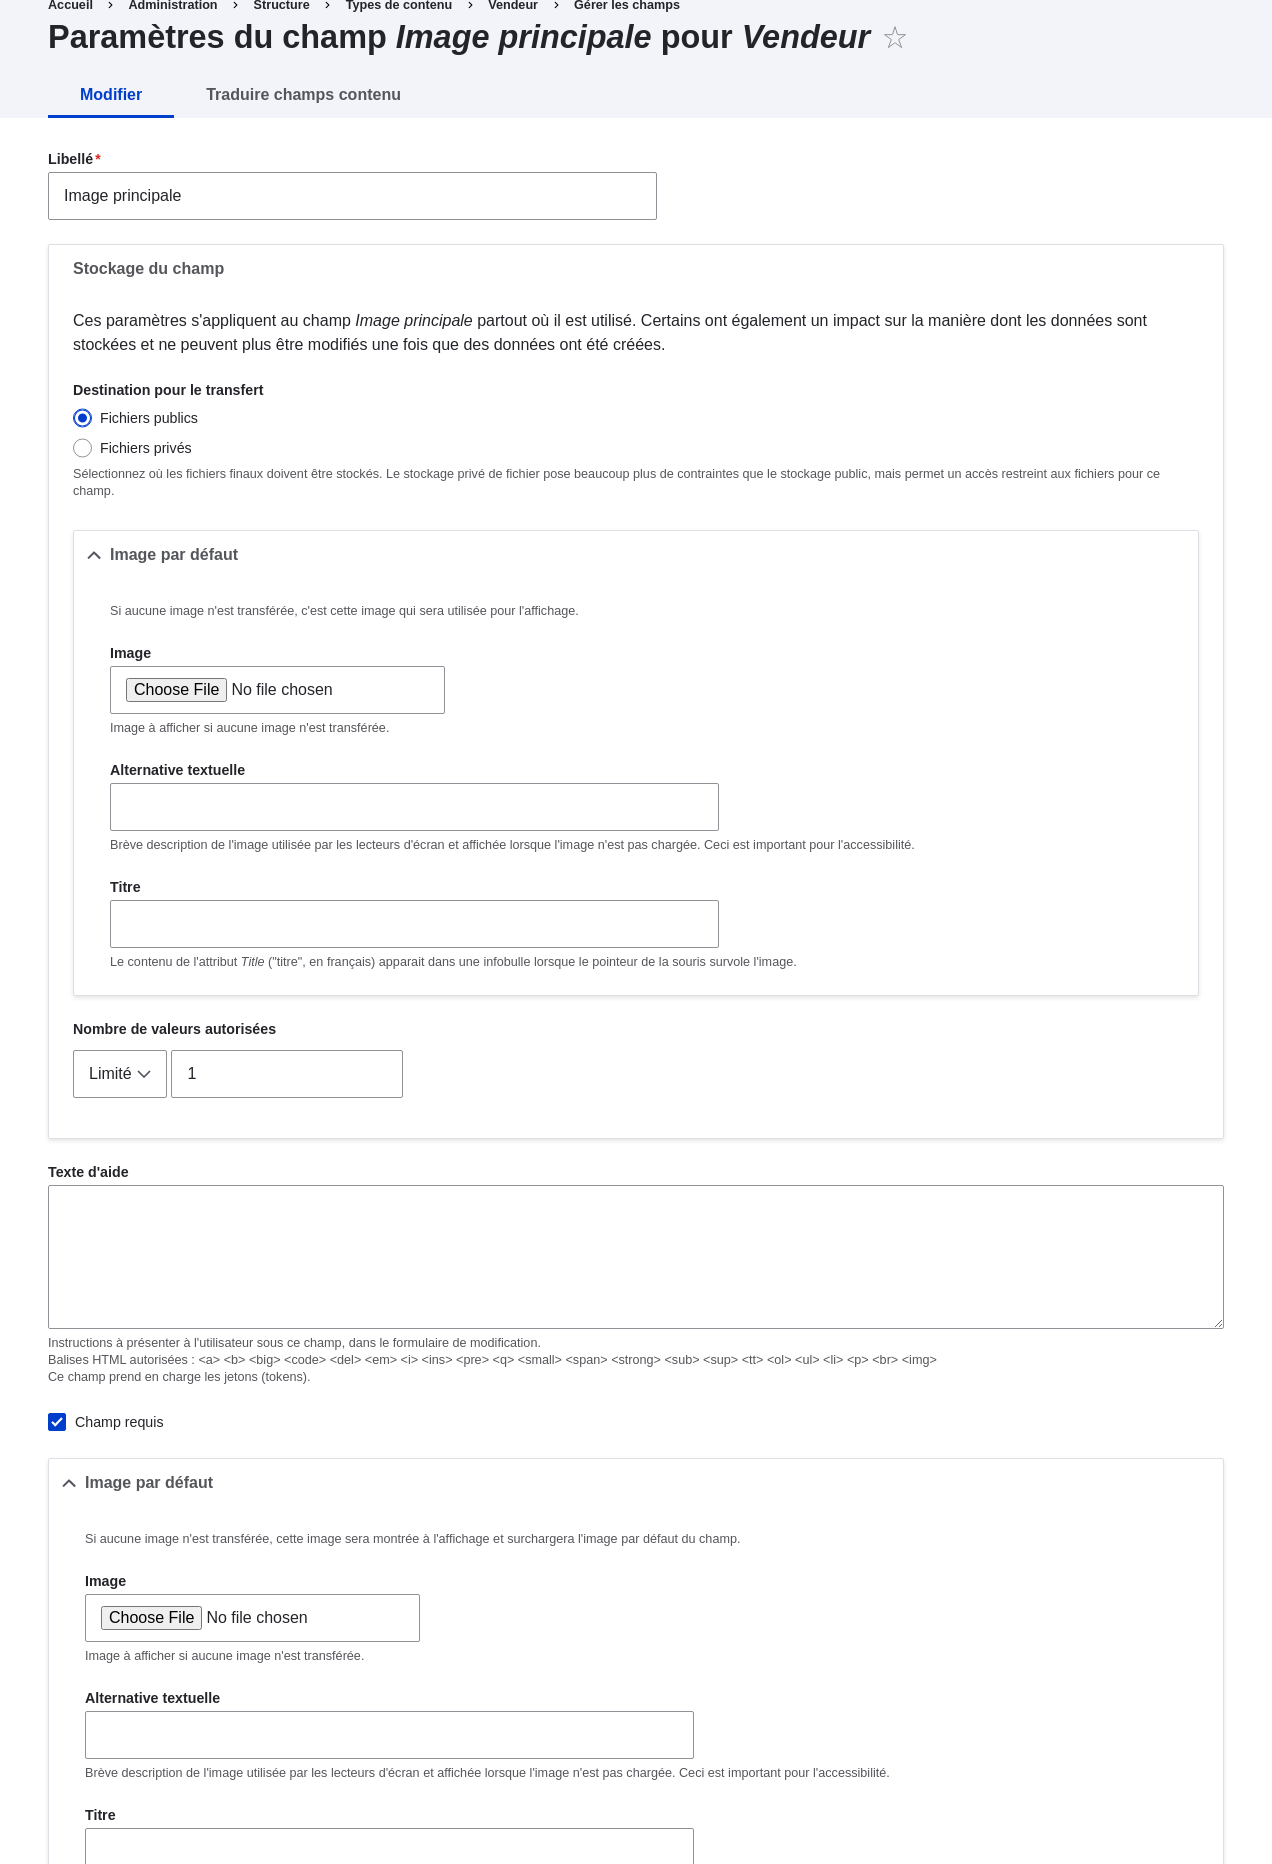 Accueil > Administration > Structure > Types de contenu > Vendeur > Gérer les champs
Paramètres du champ Image principale pour Vendeur ☆
Modifier Traduire champs contenu
Libellé*
Image principale
Stockage du champ
Ces paramètres s'appliquent au champ Image principale partout où il est utilisé. Certains ont également un impact sur la manière dont les données sont
stockées et ne peuvent plus être modifiés une fois que des données ont été créées.
Destination pour le transfert
Fichiers publics
Fichiers privés
Sélectionnez où les fichiers finaux doivent être stockés. Le stockage privé de fichier pose beaucoup plus de contraintes que le stockage public, mais permet un accès restreint aux fichiers pour ce
champ.
Image par défaut
Si aucune image n'est transférée, c'est cette image qui sera utilisée pour l'affichage.
Image
Choose File No file chosen
Image à afficher si aucune image n'est transférée.
Alternative textuelle
Brève description de l'image utilisée par les lecteurs d'écran et affichée lorsque l'image n'est pas chargée. Ceci est important pour l'accessibilité.
Titre
Le contenu de l'attribut Title ("titre", en français) apparait dans une infobulle lorsque le pointeur de la souris survole l'image.
Nombre de valeurs autorisées
Limité 1
Texte d'aide
Instructions à présenter à l'utilisateur sous ce champ, dans le formulaire de modification.
Balises HTML autorisées : <a> <b> <big> <code> <del> <em> <i> <ins> <pre> <q> <small> <span> <strong> <sub> <sup> <tt> <ol> <ul> <li> <p> <br> <img>
Ce champ prend en charge les jetons (tokens).
Champ requis
Image par défaut
Si aucune image n'est transférée, cette image sera montrée à l'affichage et surchargera l'image par défaut du champ.
Image
Choose File No file chosen
Image à afficher si aucune image n'est transférée.
Alternative textuelle
Brève description de l'image utilisée par les lecteurs d'écran et affichée lorsque l'image n'est pas chargée. Ceci est important pour l'accessibilité.
Titre